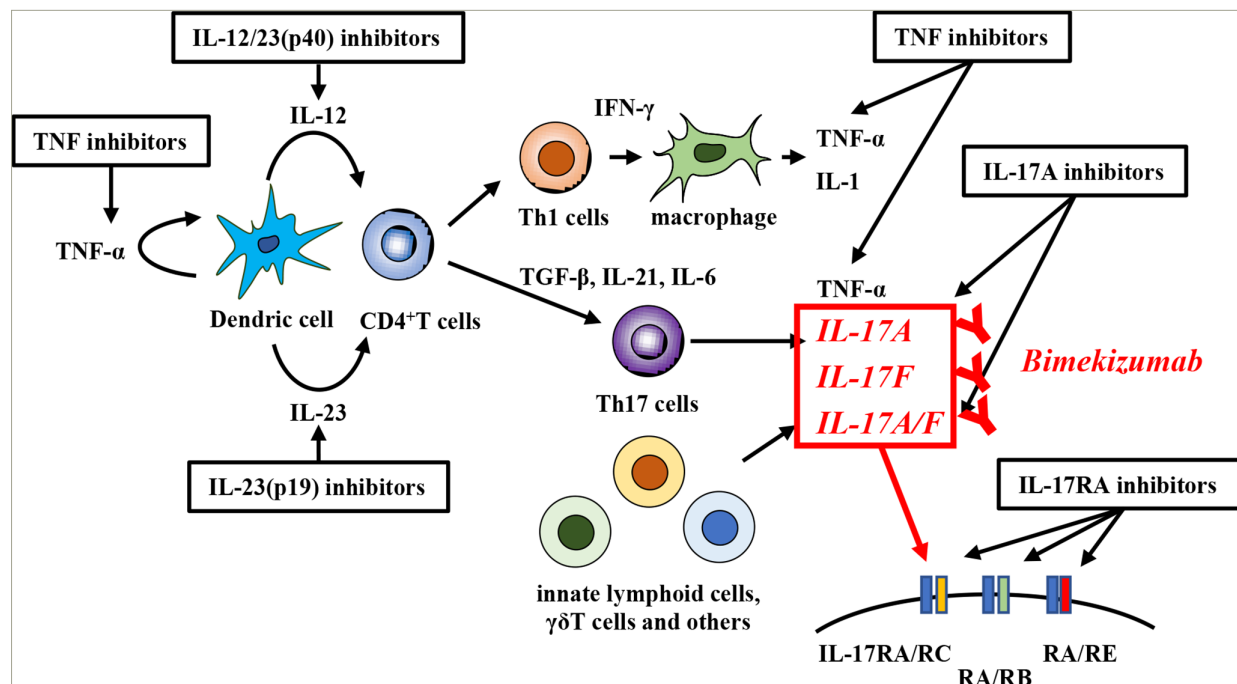 IL-12/23(p40) inhibitors
TNF inhibitors
IL-12
IFN-γ
TNF inhibitors
TNF-α
IL-1
IL-17A inhibitors
Th1 cells
macrophage
TNF-α
TGF-β, IL-21, IL-6
Dendric cell
CD4⁺T cells
TNF-α
IL-17A
IL-17F
IL-17A/F
Bimekizumab
IL-23
Th17 cells
IL-23(p19) inhibitors
IL-17RA inhibitors
innate lymphoid cells,
γδT cells and others
IL-17RA/RC
RA/RB
RA/RE